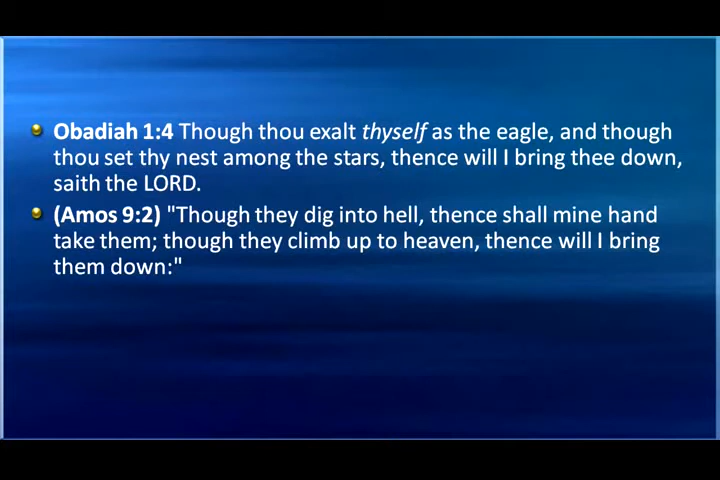 Obadiah 1:4 Though thou exalt thyself as the eagle, and though
thou set thy nest among the stars, thence will I bring thee down,
saith the LORD.
(Amos 9:2) "Though they dig into hell, thence shall mine hand
take them; though they climb up to heaven, thence will I bring
them down:"